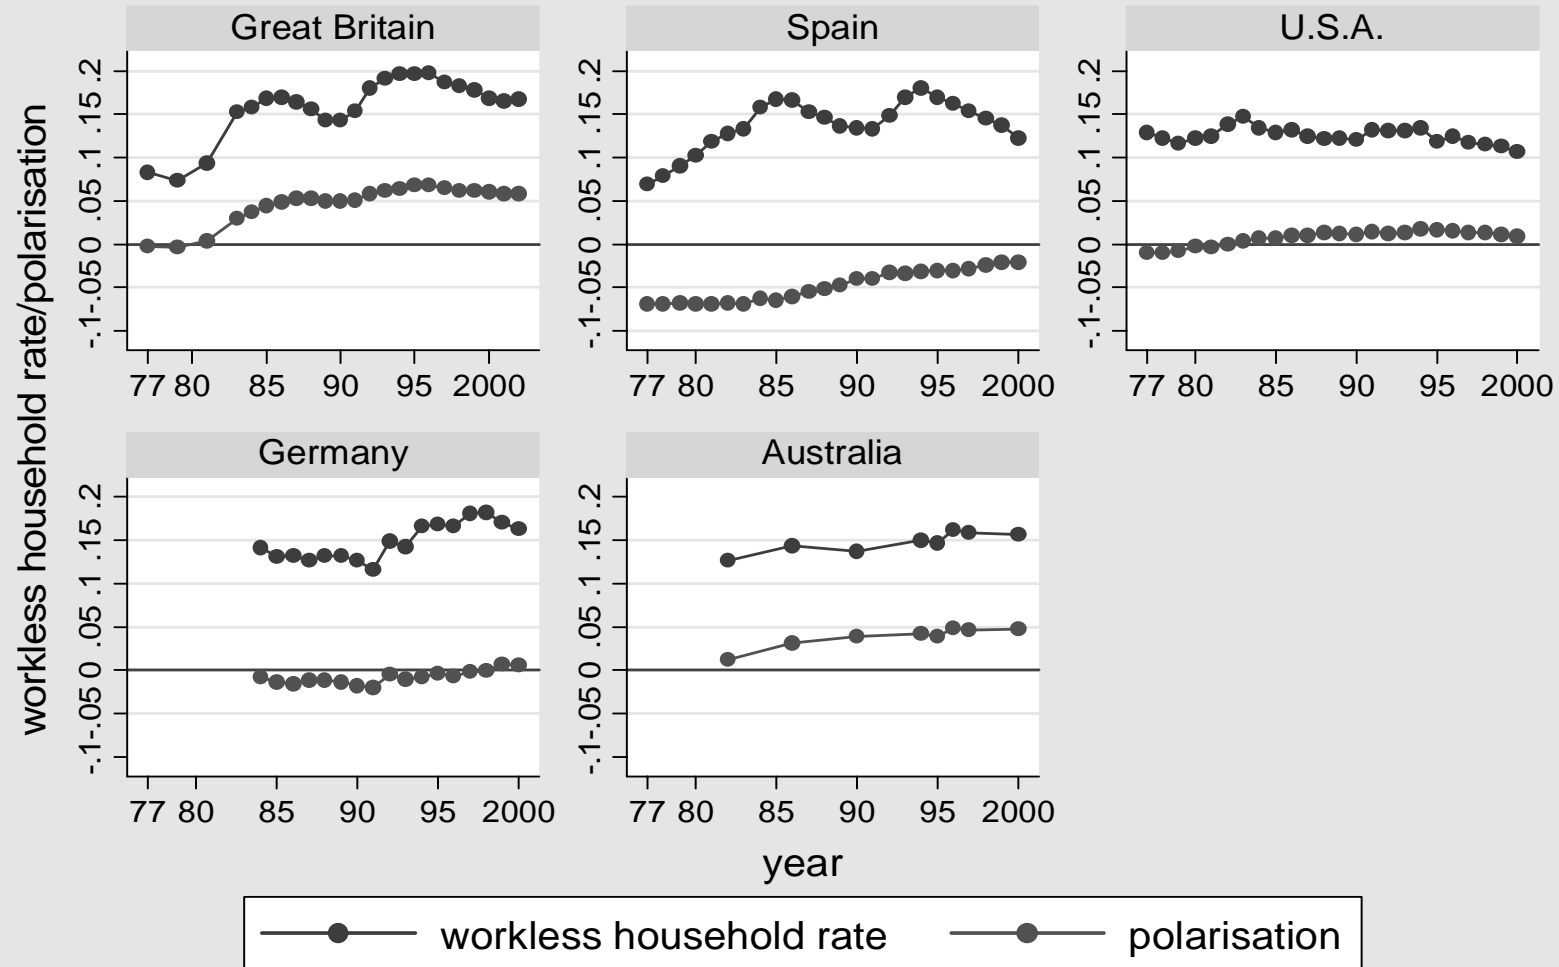 Great Britain
Spain
U.S.A.
workless household rate/polarisation
.2
.15
.1
.05
0
-.05
-.1
77 80 85 90 95 2000
.2
.15
.1
.05
0
-.05
-.1
77 80 85 90 95 2000
.2
.15
.1
.05
0
-.05
-.1
77 80 85 90 95 2000
Germany
Australia
.2
.15
.1
.05
0
-.05
-.1
77 80 85 90 95 2000
.2
.15
.1
.05
0
-.05
-.1
77 80 85 90 95 2000
year
workless household rate
polarisation